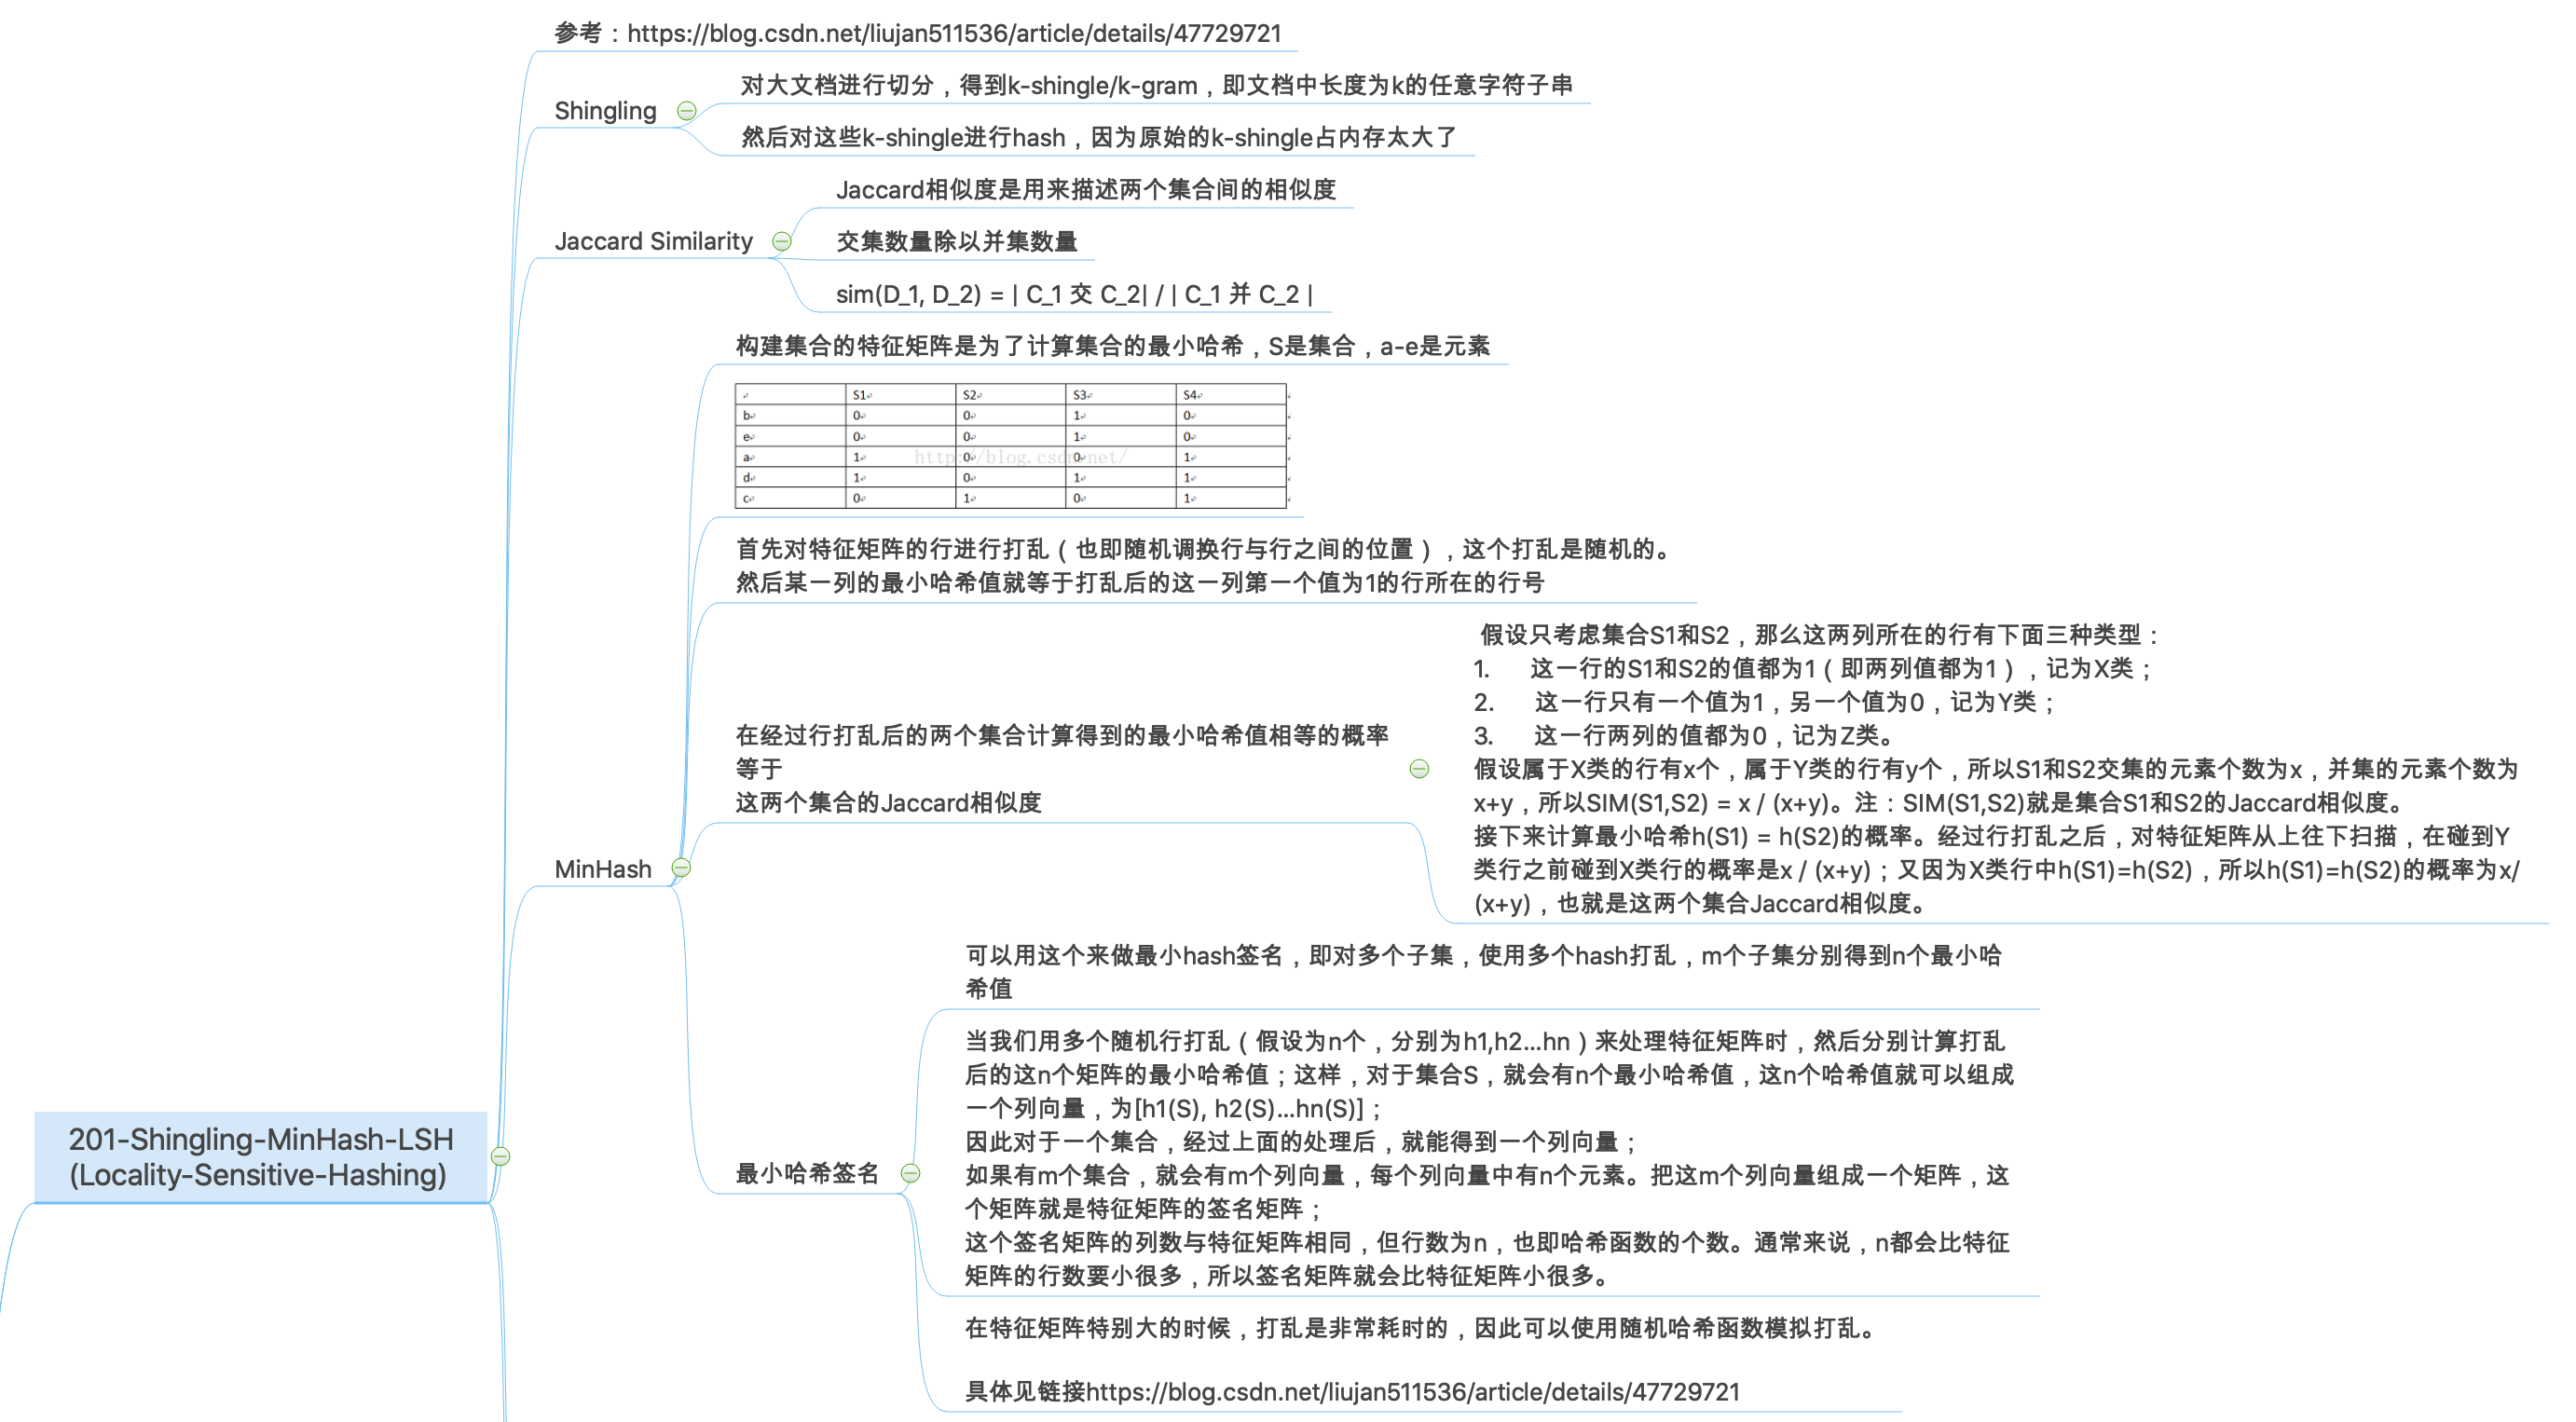 参考：https://blog.csdn.net/liujan511536/article/details/47729721
Shingling
对大文档进行切分，得到k-shingle/k-gram，即文档中长度为k的任意字符子串
然后对这些k-shingle进行hash，因为原始的k-shingle占内存太大了
Jaccard Similarity
Jaccard相似度是用来描述两个集合间的相似度
交集数量除以并集数量
sim(D_1, D_2) = | C_1 交 C_2| / | C_1 并 C_2 |
MinHash
构建集合的特征矩阵是为了计算集合的最小哈希，S是集合，a-e是元素
S1 S2 S3 S4
b 0 0 1 0
e 0 0 1 0
a 1 0 0 1
d 1 0 1 1
c 0 1 0 1
http://blog.csdn.net/
首先对特征矩阵的行进行打乱（也即随机调换行与行之间的位置），这个打乱是随机的。
然后某一列的最小哈希值就等于打乱后的这一列第一个值为1的行所在的行号
在经过行打乱后的两个集合计算得到的最小哈希值相等的概率
等于
这两个集合的Jaccard相似度
假设只考虑集合S1和S2，那么这两列所在的行有下面三种类型：
1. 这一行的S1和S2的值都为1（即两列值都为1），记为X类；
2. 这一行只有一个值为1，另一个值为0，记为Y类；
3. 这一行两列的值都为0，记为Z类。
假设属于X类的行有x个，属于Y类的行有y个，所以S1和S2交集的元素个数为x，并集的元素个数为
x+y，所以SIM(S1,S2) = x / (x+y)。注：SIM(S1,S2)就是集合S1和S2的Jaccard相似度。
接下来计算最小哈希h(S1) = h(S2)的概率。经过行打乱之后，对特征矩阵从上往下扫描，在碰到Y
类行之前碰到X类行的概率是x / (x+y)；又因为X类行中h(S1)=h(S2)，所以h(S1)=h(S2)的概率为x/
(x+y)，也就是这两个集合Jaccard相似度。
最小哈希签名
可以用这个来做最小hash签名，即对多个子集，使用多个hash打乱，m个子集分别得到n个最小哈
希值
当我们用多个随机行打乱（假设为n个，分别为h1,h2...hn）来处理特征矩阵时，然后分别计算打乱
后的这n个矩阵的最小哈希值；这样，对于集合S，就会有n个最小哈希值，这n个哈希值就可以组成
一个列向量，为[h1(S), h2(S)...hn(S)]；
因此对于一个集合，经过上面的处理后，就能得到一个列向量；
如果有m个集合，就会有m个列向量，每个列向量中有n个元素。把这m个列向量组成一个矩阵，这
个矩阵就是特征矩阵的签名矩阵；
这个签名矩阵的列数与特征矩阵相同，但行数为n，也即哈希函数的个数。通常来说，n都会比特征
矩阵的行数要小很多，所以签名矩阵就会比特征矩阵小很多。
在特征矩阵特别大的时候，打乱是非常耗时的，因此可以使用随机哈希函数模拟打乱。
具体见链接https://blog.csdn.net/liujan511536/article/details/47729721
201-Shingling-MinHash-LSH
(Locality-Sensitive-Hashing)